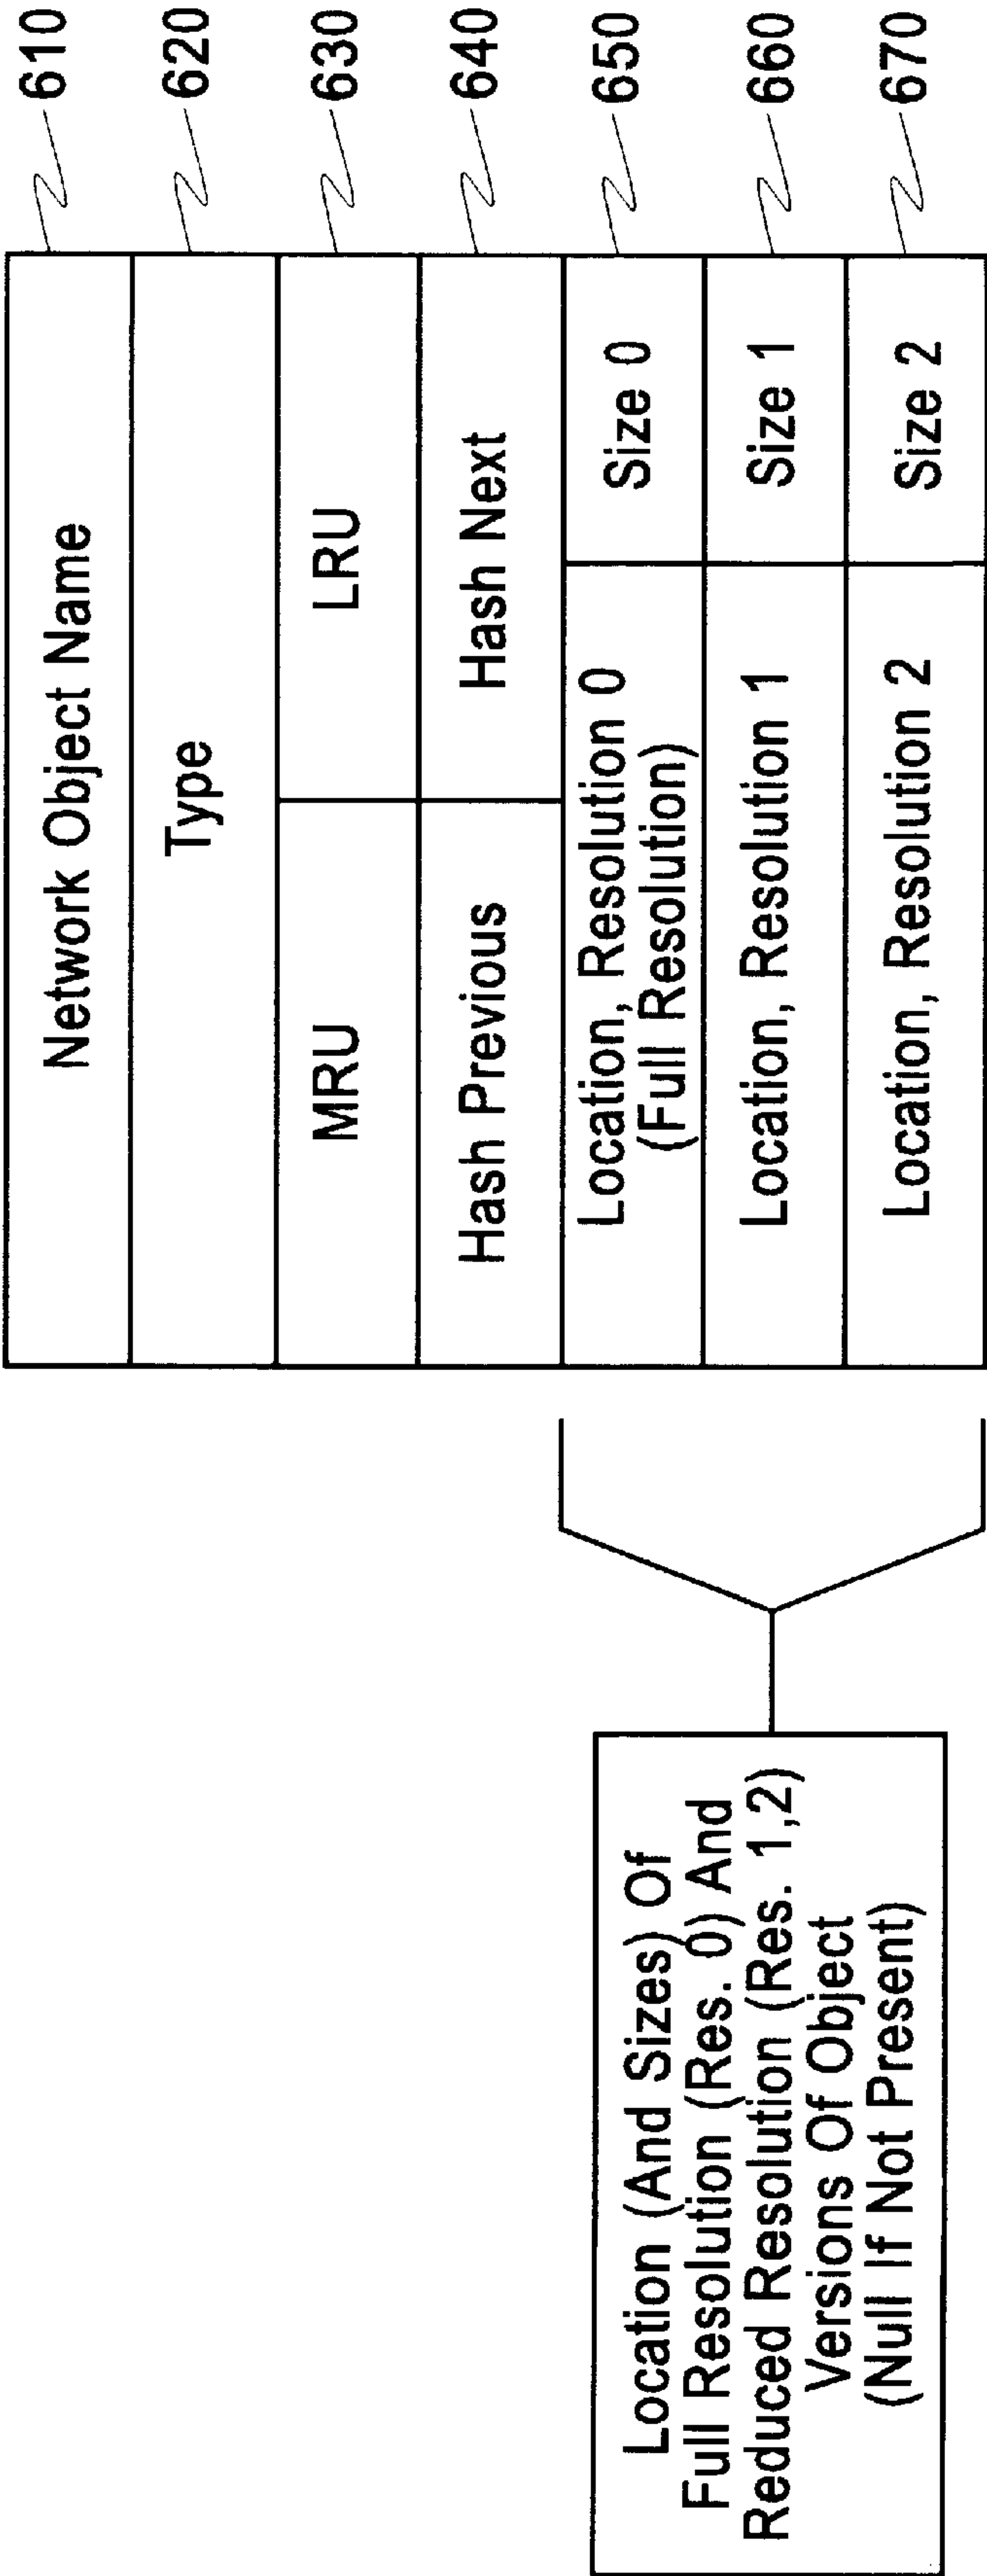 Network Object Name 610
Type 620
MRU LRU 630
Hash Previous Hash Next 640
Location, Resolution 0
(Full Resolution) Size 0 650
Location, Resolution 1 Size 1 660
Location, Resolution 2 Size 2 670
Location (And Sizes) Of
Full Resolution (Res. 0) And
Reduced Resolution (Res. 1,2)
Versions Of Object
(Null If Not Present)